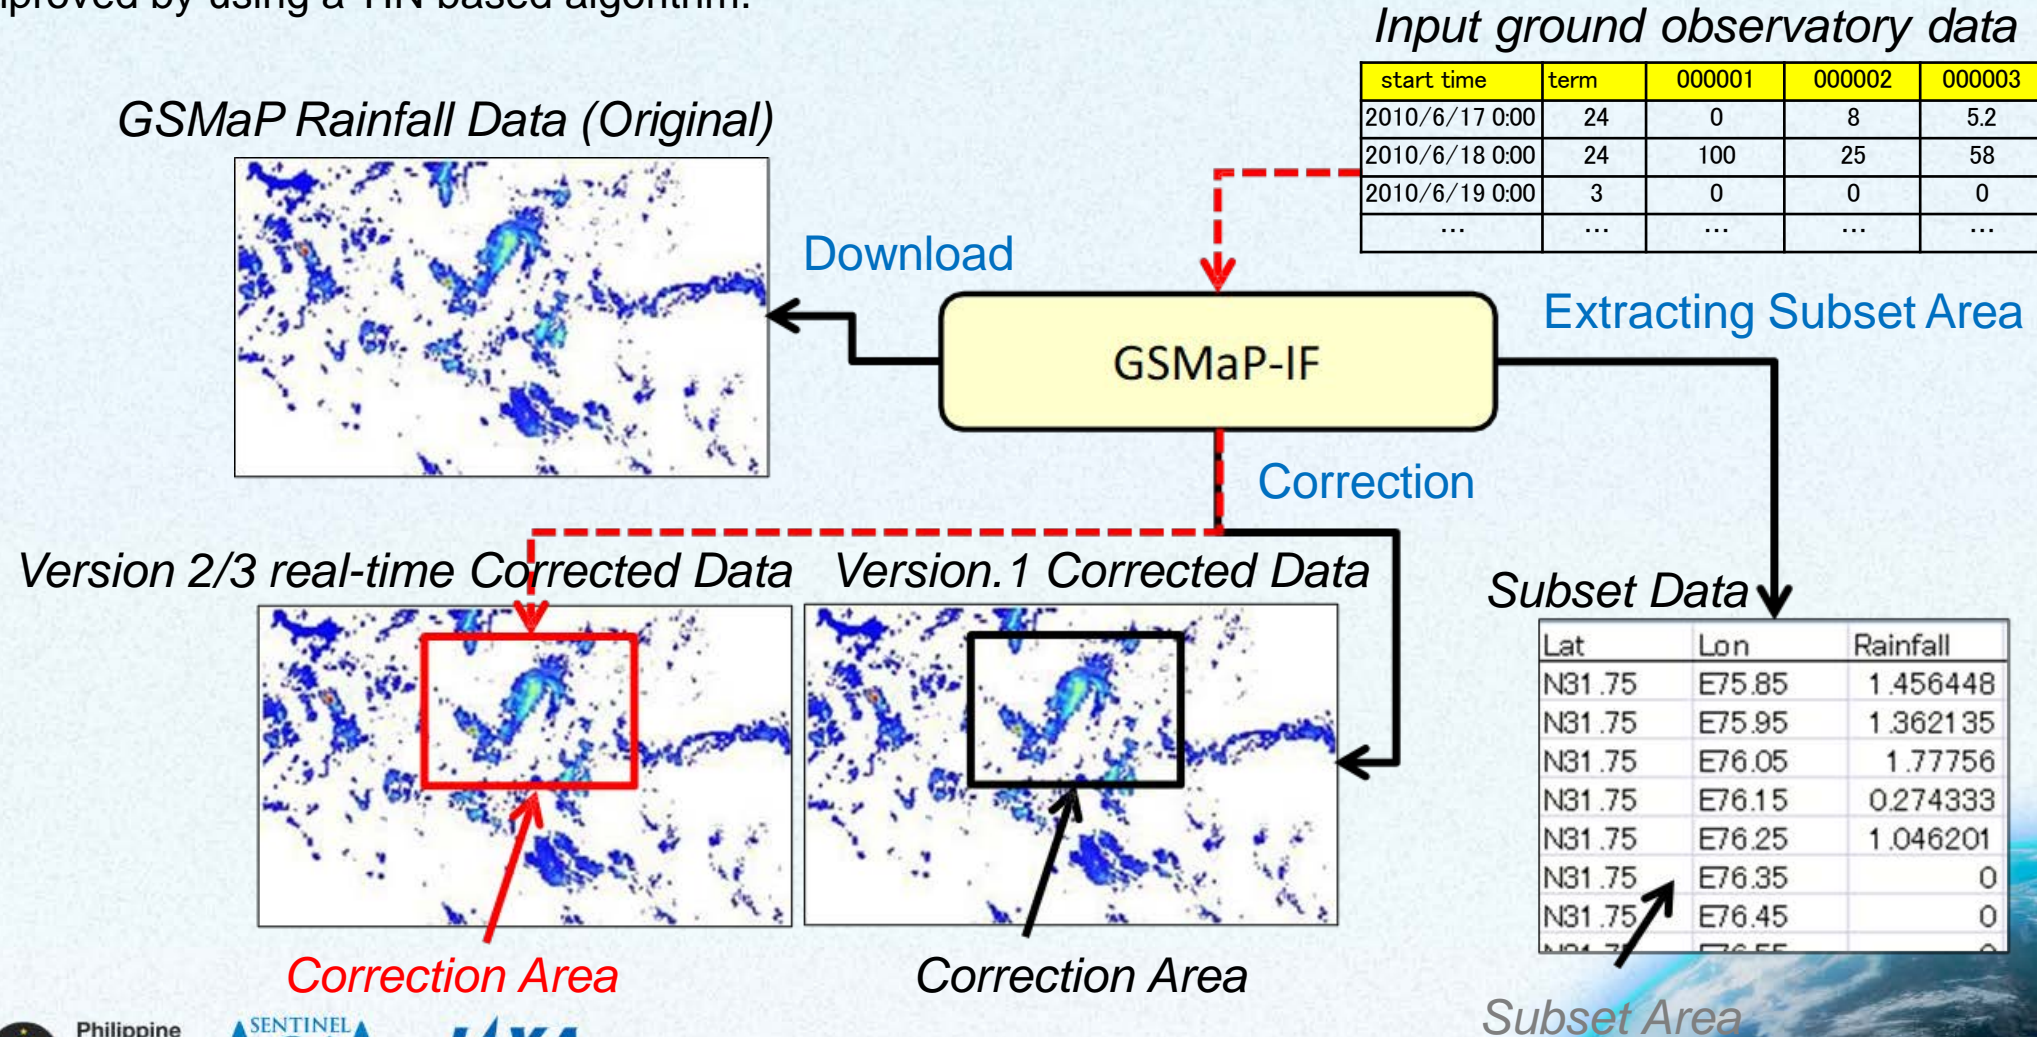 by using a TIN based algorithm.
Input ground observatory data
start time term 000001 000002 000003
2010/6/17 0:00 24 0 8 5.2
2010/6/18 0:00 24 100 25 58
2010/6/19 0:00 3 0 0 0
… … … … …
GSMaP Rainfall Data (Original)
Download
Extracting Subset Area
GSMaP-IF
Correction
Version 2/3 real-time Corrected Data
Version.1 Corrected Data
Subset Data
Lat Lon Rainfall
N31.75 E75.85 1.456448
N31.75 E75.95 1.362135
N31.75 E76.05 1.77756
N31.75 E76.15 0.274333
N31.75 E76.25 1.046201
N31.75 E76.35 0
N31.75 E76.45 0
Correction Area
Correction Area
Subset Area
Philippine
SENTINEL